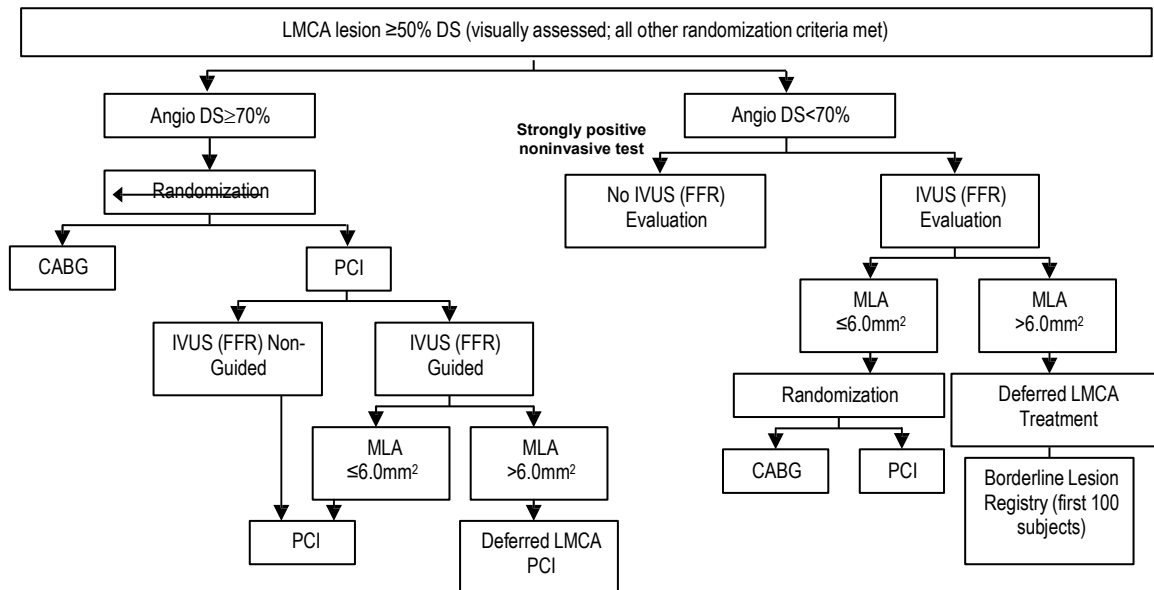 LMCA lesion ≥50% DS (visually assessed; all other randomization criteria met)
Angio DS≥70%
Angio DS<70%
Strongly positive
noninvasive test
Randomization
No IVUS (FFR)
Evaluation
IVUS (FFR)
Evaluation
CABG
PCI
MLA
≤6.0mm²
MLA
>6.0mm²
IVUS (FFR) Non-
Guided
IVUS (FFR)
Guided
Randomization
Deferred LMCA
Treatment
MLA
≤6.0mm²
MLA
>6.0mm²
CABG
PCI
Borderline Lesion
Registry (first 100
subjects)
PCI
Deferred LMCA
PCI